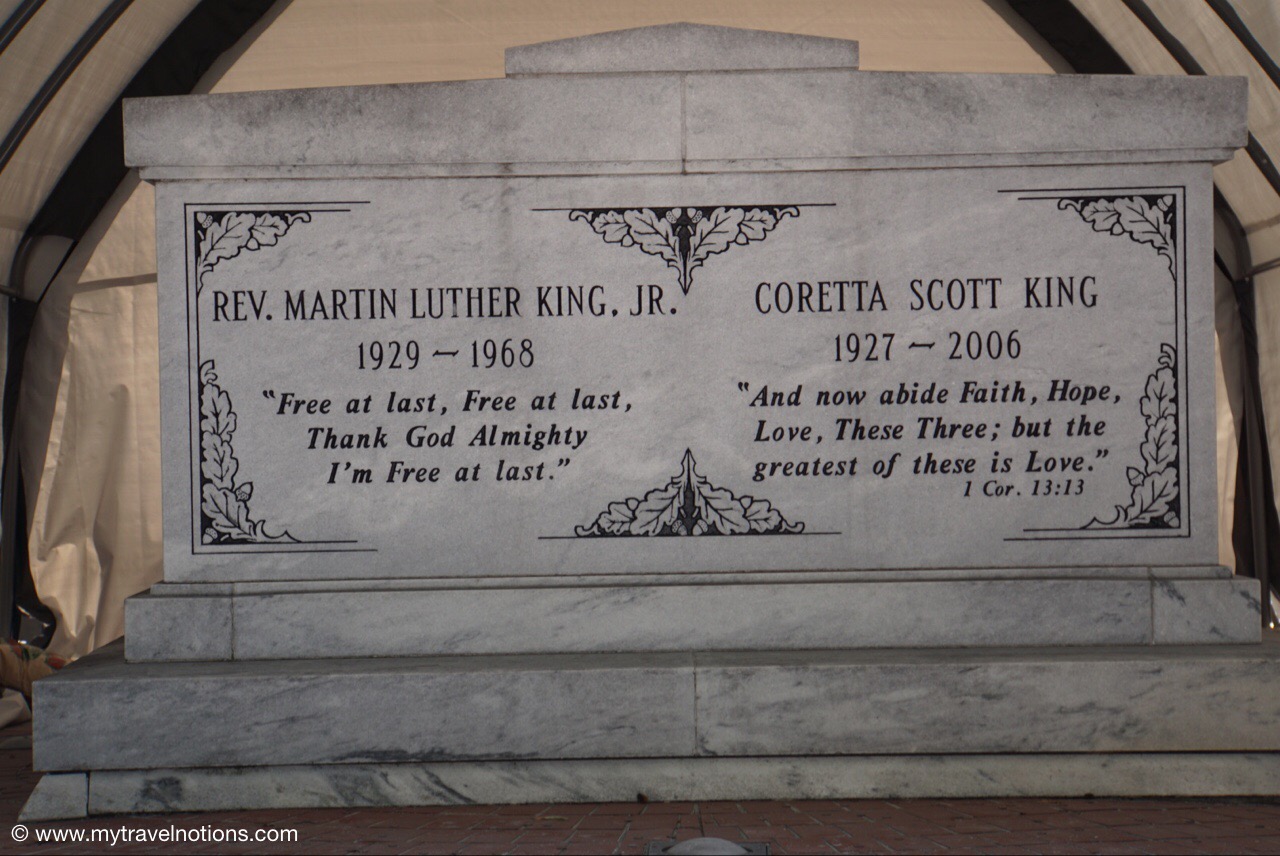 REV. MARTIN LUTHER KING, JR.
1929 ~ 1968
"Free at last, Free at last,
Thank God Almighty
I'm Free at last."
CORETTA SCOTT KING
1927 ~ 2006
"And now abide Faith, Hope,
Love, These Three; but the
greatest of these is Love."
1 Cor. 13:13
© www.mytravelnotions.com